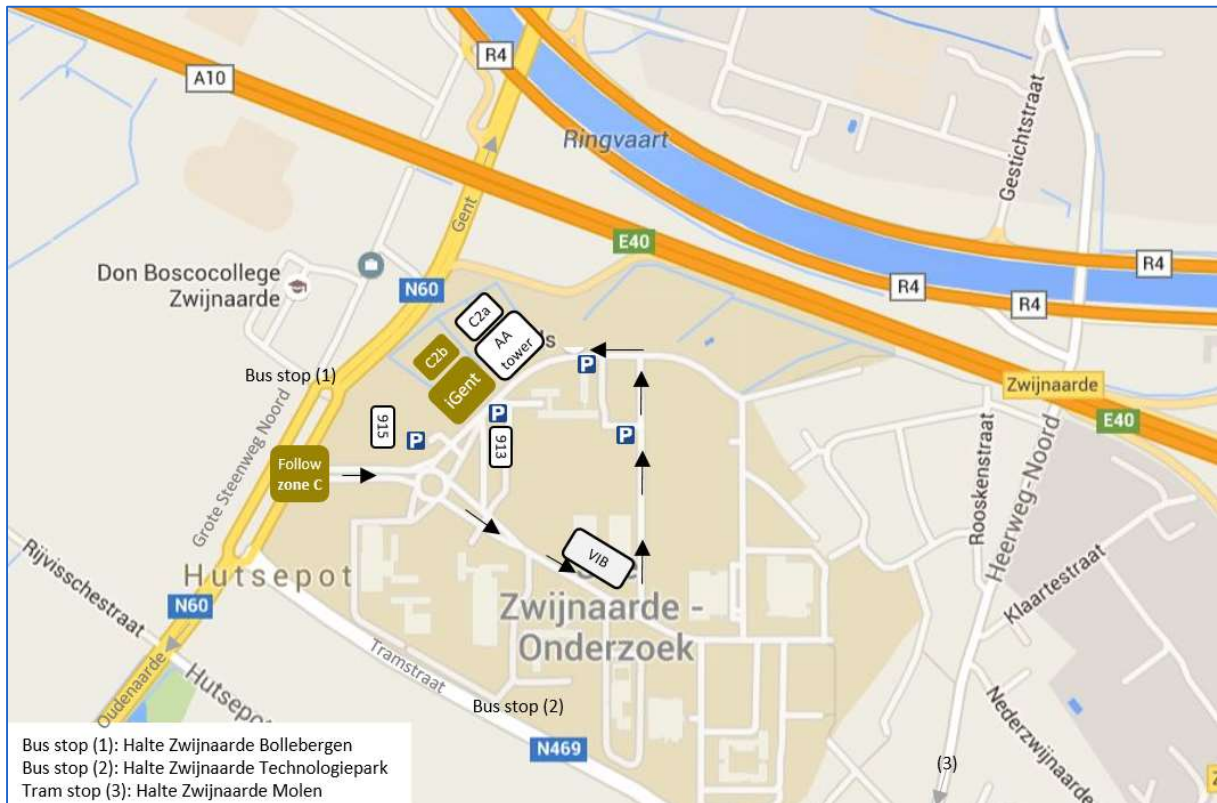 R4
A10
R4
Ringvaart
Gestichtstraat
Gent
E40
R4
Don Boscocollege
Zwijnaarde
N60
R4
R4
C2a
AA
tower
ds
C2b
iGent
P
Bus stop (1)
Zwijnaarde
E40
915
P
P
913
P
Follow
zone C
Grote Steenweg Noord
Rooskenstraat
Heerweg-Noord
VIB
Hutsepot
Klaartestraat
Rijvisschestraat
N60
Zwijnaarde -
Onderzoek
Tramstraat
Oudenaarde
Hutsepot
Bus stop (2)
Nederzwijnaarde
N469
(3)
Z
Bus stop (1): Halte Zwijnaarde Bollebergen
Bus stop (2): Halte Zwijnaarde Technologiepark
Tram stop (3): Halte Zwijnaarde Molen